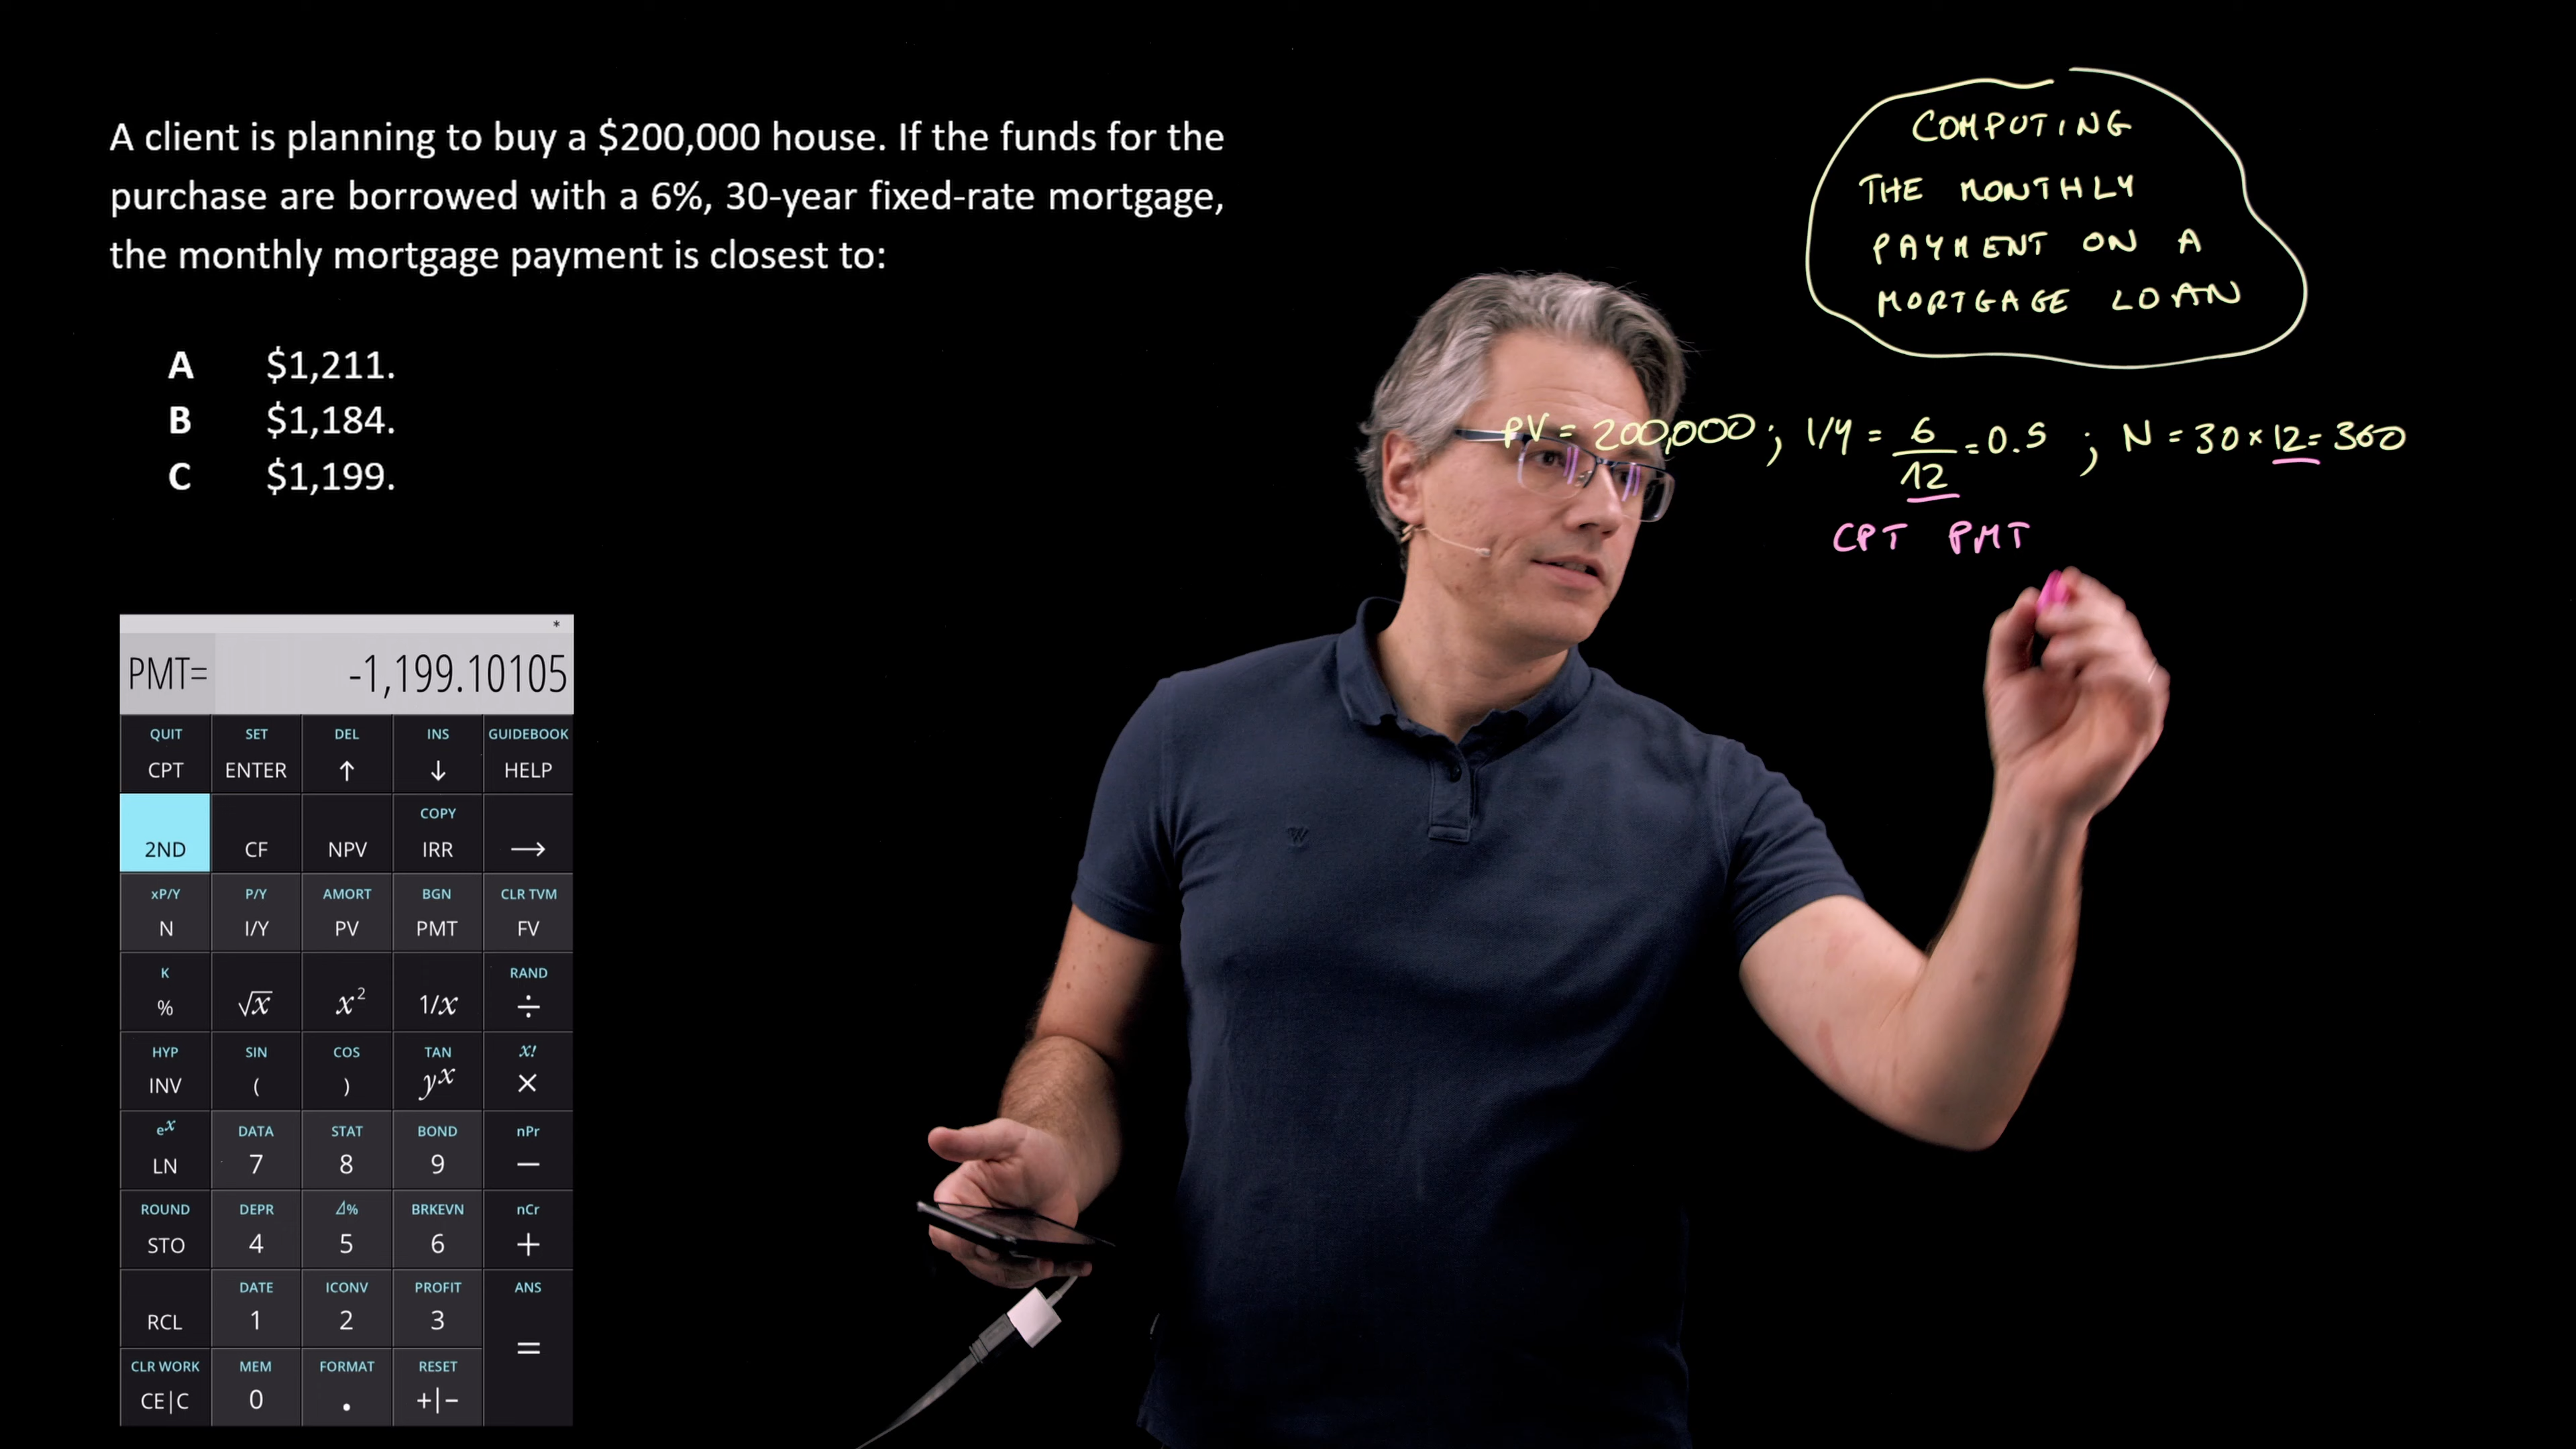 A client is planning to buy a $200,000 house. If the funds for the
purchase are borrowed with a 6%, 30-year fixed-rate mortgage,
the monthly mortgage payment is closest to:
A $1,211.
B $1,184.
C $1,199.
COMPUTING
THE MONTHLY
PAYMENT ON A
MORTGAGE LOAN
PV = 200,000 ; I/Y = 6/12 = 0.5 ; N = 30 × 12 = 360
CPT PMT
*
PMT= -1,199.10105
QUIT SET DEL INS GUIDEBOOK
CPT ENTER ↑ ↓ HELP
COPY
2ND CF NPV IRR →
xP/Y P/Y AMORT BGN CLR TVM
N I/Y PV PMT FV
K RAND
% √x x² 1/x ÷
HYP SIN COS TAN x!
INV ( ) yˣ ×
eˣ DATA STAT BOND nPr
LN 7 8 9 −
ROUND DEPR Δ% BRKEVN nCr
STO 4 5 6 +
DATE ICONV PROFIT ANS
RCL 1 2 3 =
CLR WORK MEM FORMAT RESET
CE|C 0 . +|−
W